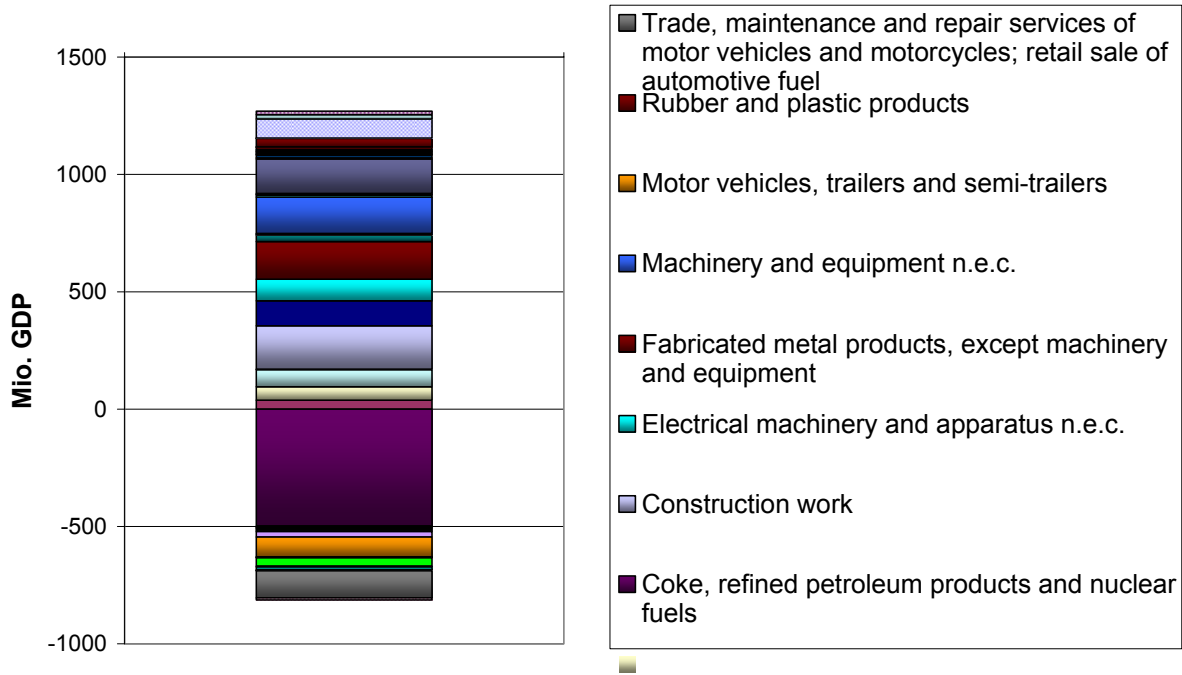 1500
1000
500
0
-500
-1000
Mio. GDP
Trade, maintenance and repair services of
motor vehicles and motorcycles; retail sale of
automotive fuel
Rubber and plastic products
Motor vehicles, trailers and semi-trailers
Machinery and equipment n.e.c.
Fabricated metal products, except machinery
and equipment
Electrical machinery and apparatus n.e.c.
Construction work
Coke, refined petroleum products and nuclear
fuels